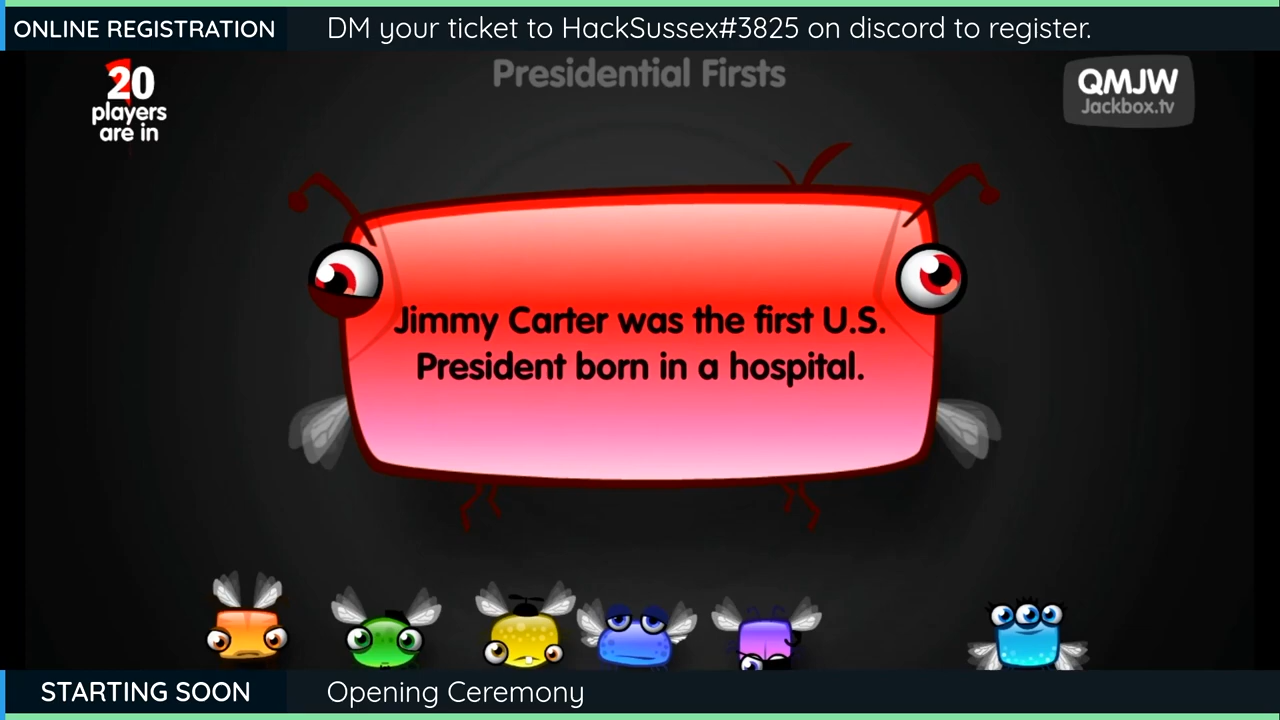 ONLINE REGISTRATION
DM your ticket to HackSussex#3825 on discord to register.
20
players
are in
Presidential Firsts
QMJW
Jackbox.tv
Jimmy Carter was the first U.S.
President born in a hospital.
STARTING SOON
Opening Ceremony